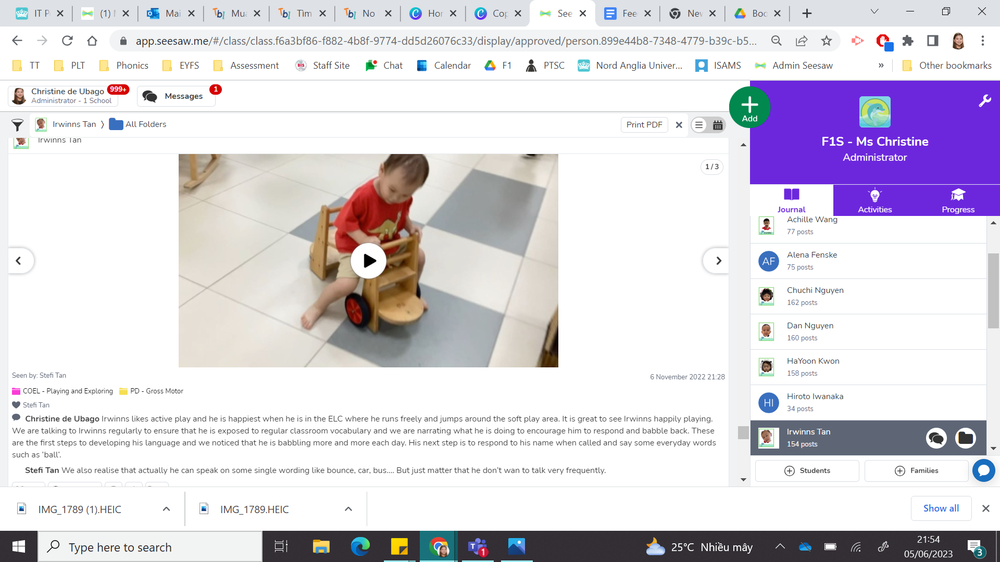 IT P
(1)
Mai
Mua
Tìm
No
Hor
Cop
See
Fee
Nev
Boo
app.seesaw.me/#/class/class.f6a3bf86-f882-4b8f-9774-dd5d26076c33/display/approved/person.899e44b8-7348-4779-b39c-b5...
TT
PLT
Phonics
EYFS
Assessment
BIS
Staff Site
Chat
Calendar
F1
PTSC
Nord Anglia Univer...
ISAMS
Admin Seesaw
»
Other bookmarks
Christine de Ubago 999+
Administrator - 1 School
Messages 1
Irwinns Tan 〉 All Folders
Print PDF
Irwinns Tan
1 / 3
Seen by: Stefi Tan
6 November 2022 21:28
COEL - Playing and Exploring PD - Gross Motor
Stefi Tan
Christine de Ubago Irwinns likes active play and he is happiest when he is in the ELC where he runs freely and jumps around the soft play area. It is great to see Irwinns happily playing.
We are talking to Irwinns regularly to ensure that he is exposed to regular classroom vocabulary and we are narrating what he is doing to encourage him to respond and babble back. These
are the first steps to developing his language and we noticed that he is babbling more and more each day. His next step is to respond to his name when called and say some everyday words
such as ‘ball’.
Stefi Tan We also realise that actually he can speak on some single wording like bounce, car, bus.... But just matter that he don’t wan to talk very frequently.
Add
F1S - Ms Christine
Administrator
Journal
Activities
Progress
Achille Wang
77 posts
AF
Alena Fenske
75 posts
Chuchi Nguyen
162 posts
Dan Nguyen
160 posts
HaYoon Kwon
158 posts
HI
Hiroto Iwanaka
34 posts
Irwinns Tan
154 posts
Students
Families
IMG_1789 (1).HEIC
IMG_1789.HEIC
Show all
Type here to search
1
25°C Nhiều mây
21:54
05/06/2023
3